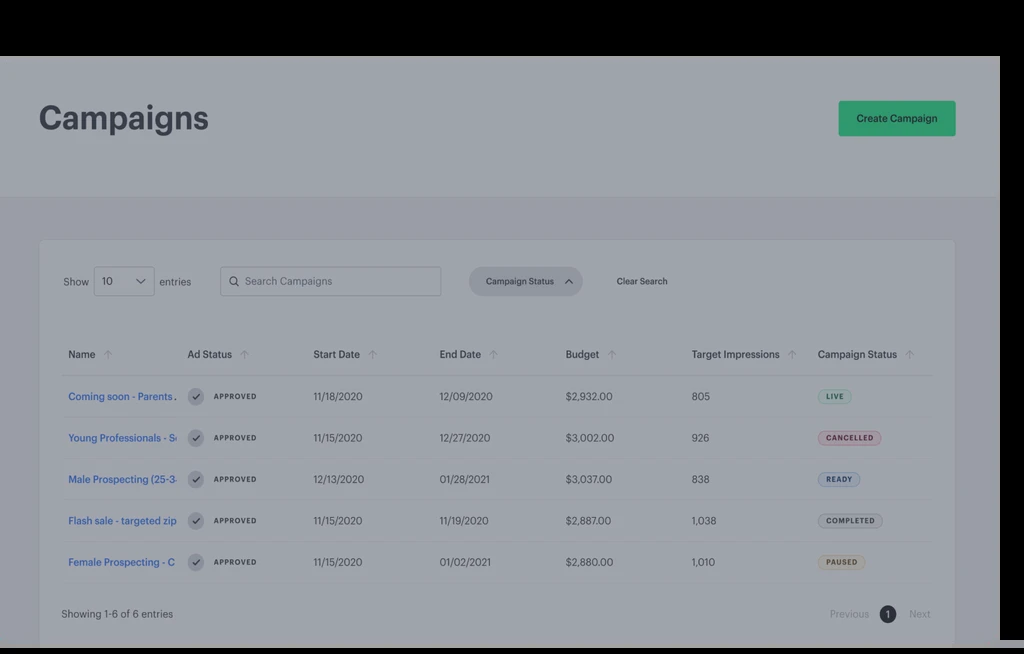 Campaigns
Create Campaign
Show 10 entries Search Campaigns Campaign Status Clear Search
Name Ad Status Start Date End Date Budget Target Impressions Campaign Status
Coming soon - Parents . APPROVED 11/18/2020 12/09/2020 $2,932.00 805 LIVE
Young Professionals - APPROVED 11/15/2020 12/27/2020 $3,002.00 926 CANCELLED
Male Prospecting (25-3 APPROVED 12/13/2020 01/28/2021 $3,037.00 838 READY
Flash sale - targeted zip APPROVED 11/15/2020 11/19/2020 $2,887.00 1,038 COMPLETED
Female Prospecting - C APPROVED 11/15/2020 01/02/2021 $2,880.00 1,010 PAUSED
Showing 1-6 of 6 entries Previous 1 Next